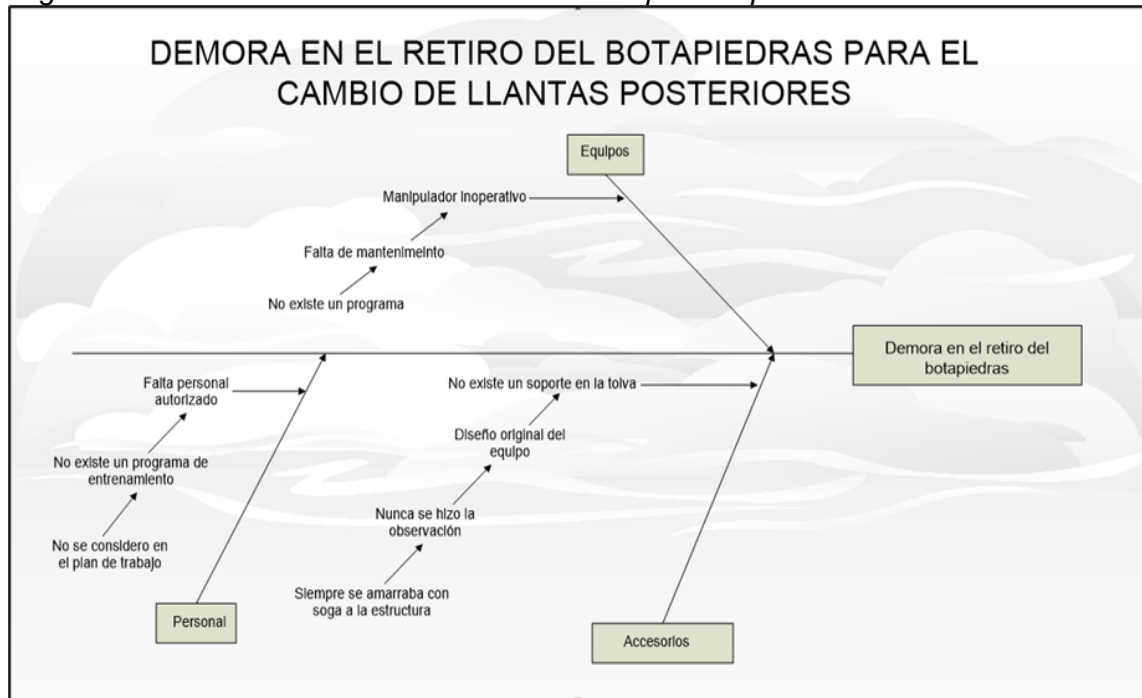 DEMORA EN EL RETIRO DEL BOTAPIEDRAS PARA EL
CAMBIO DE LLANTAS POSTERIORES
Equipos
Manipulador inoperativo
Falta de mantenimeinto
No existe un programa
Demora en el retiro del
botapiedras
Falta personal
autorizado
No existe un programa de
entrenamiento
No se considero en
el plan de trabajo
Personal
No existe un soporte en la tolva
Diseño original del
equipo
Nunca se hizo la
observación
Siempre se amarraba con
soga a la estructura
Accesorios